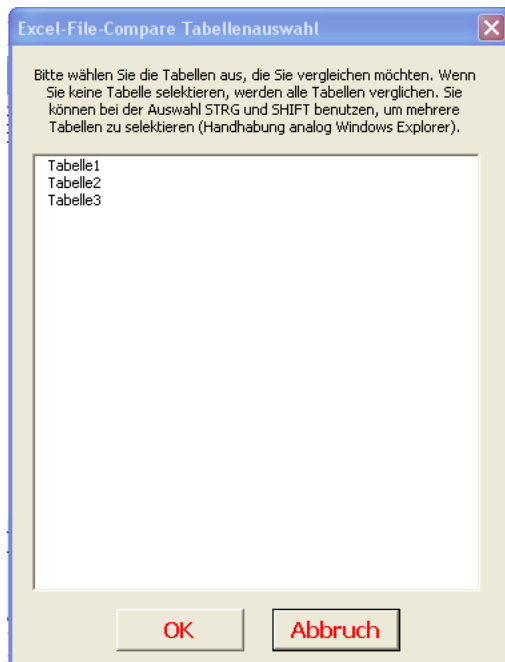 Excel-File-Compare Tabellenauswahl
Bitte wählen Sie die Tabellen aus, die Sie vergleichen möchten. Wenn
Sie keine Tabelle selektieren, werden alle Tabellen verglichen. Sie
können bei der Auswahl STRG und SHIFT benutzen, um mehrere
Tabellen zu selektieren (Handhabung analog Windows Explorer).
Tabelle1
Tabelle2
Tabelle3
OK
Abbruch